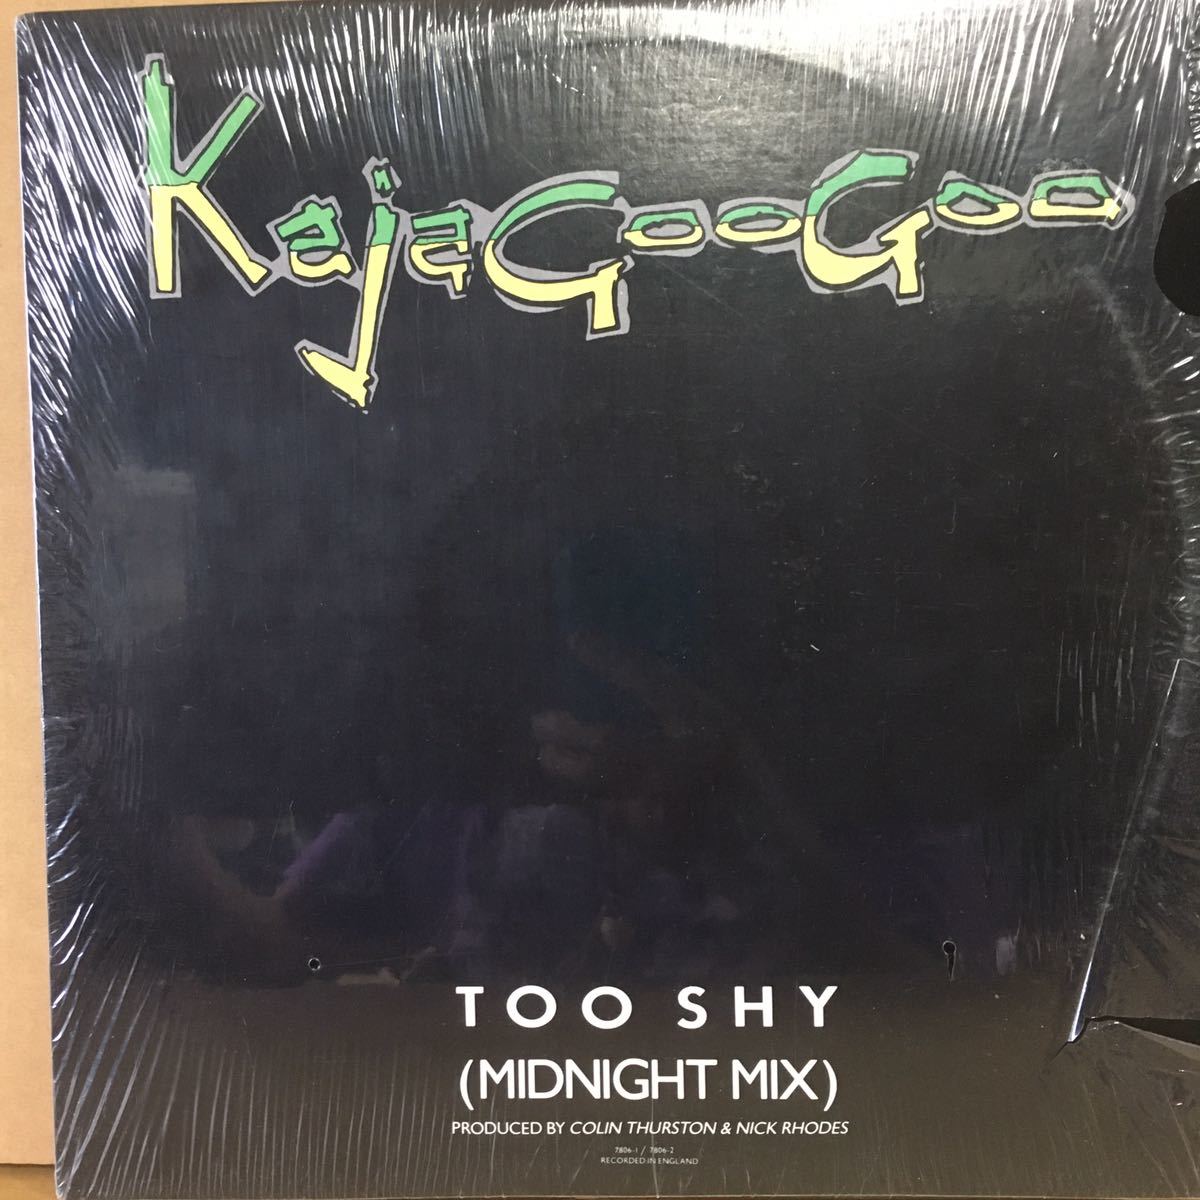 KajaGooGoo
TOO SHY
(MIDNIGHT MIX)
PRODUCED BY COLIN THURSTON & NICK RHODES
7806-1 / 7806-2
RECORDED IN ENGLAND